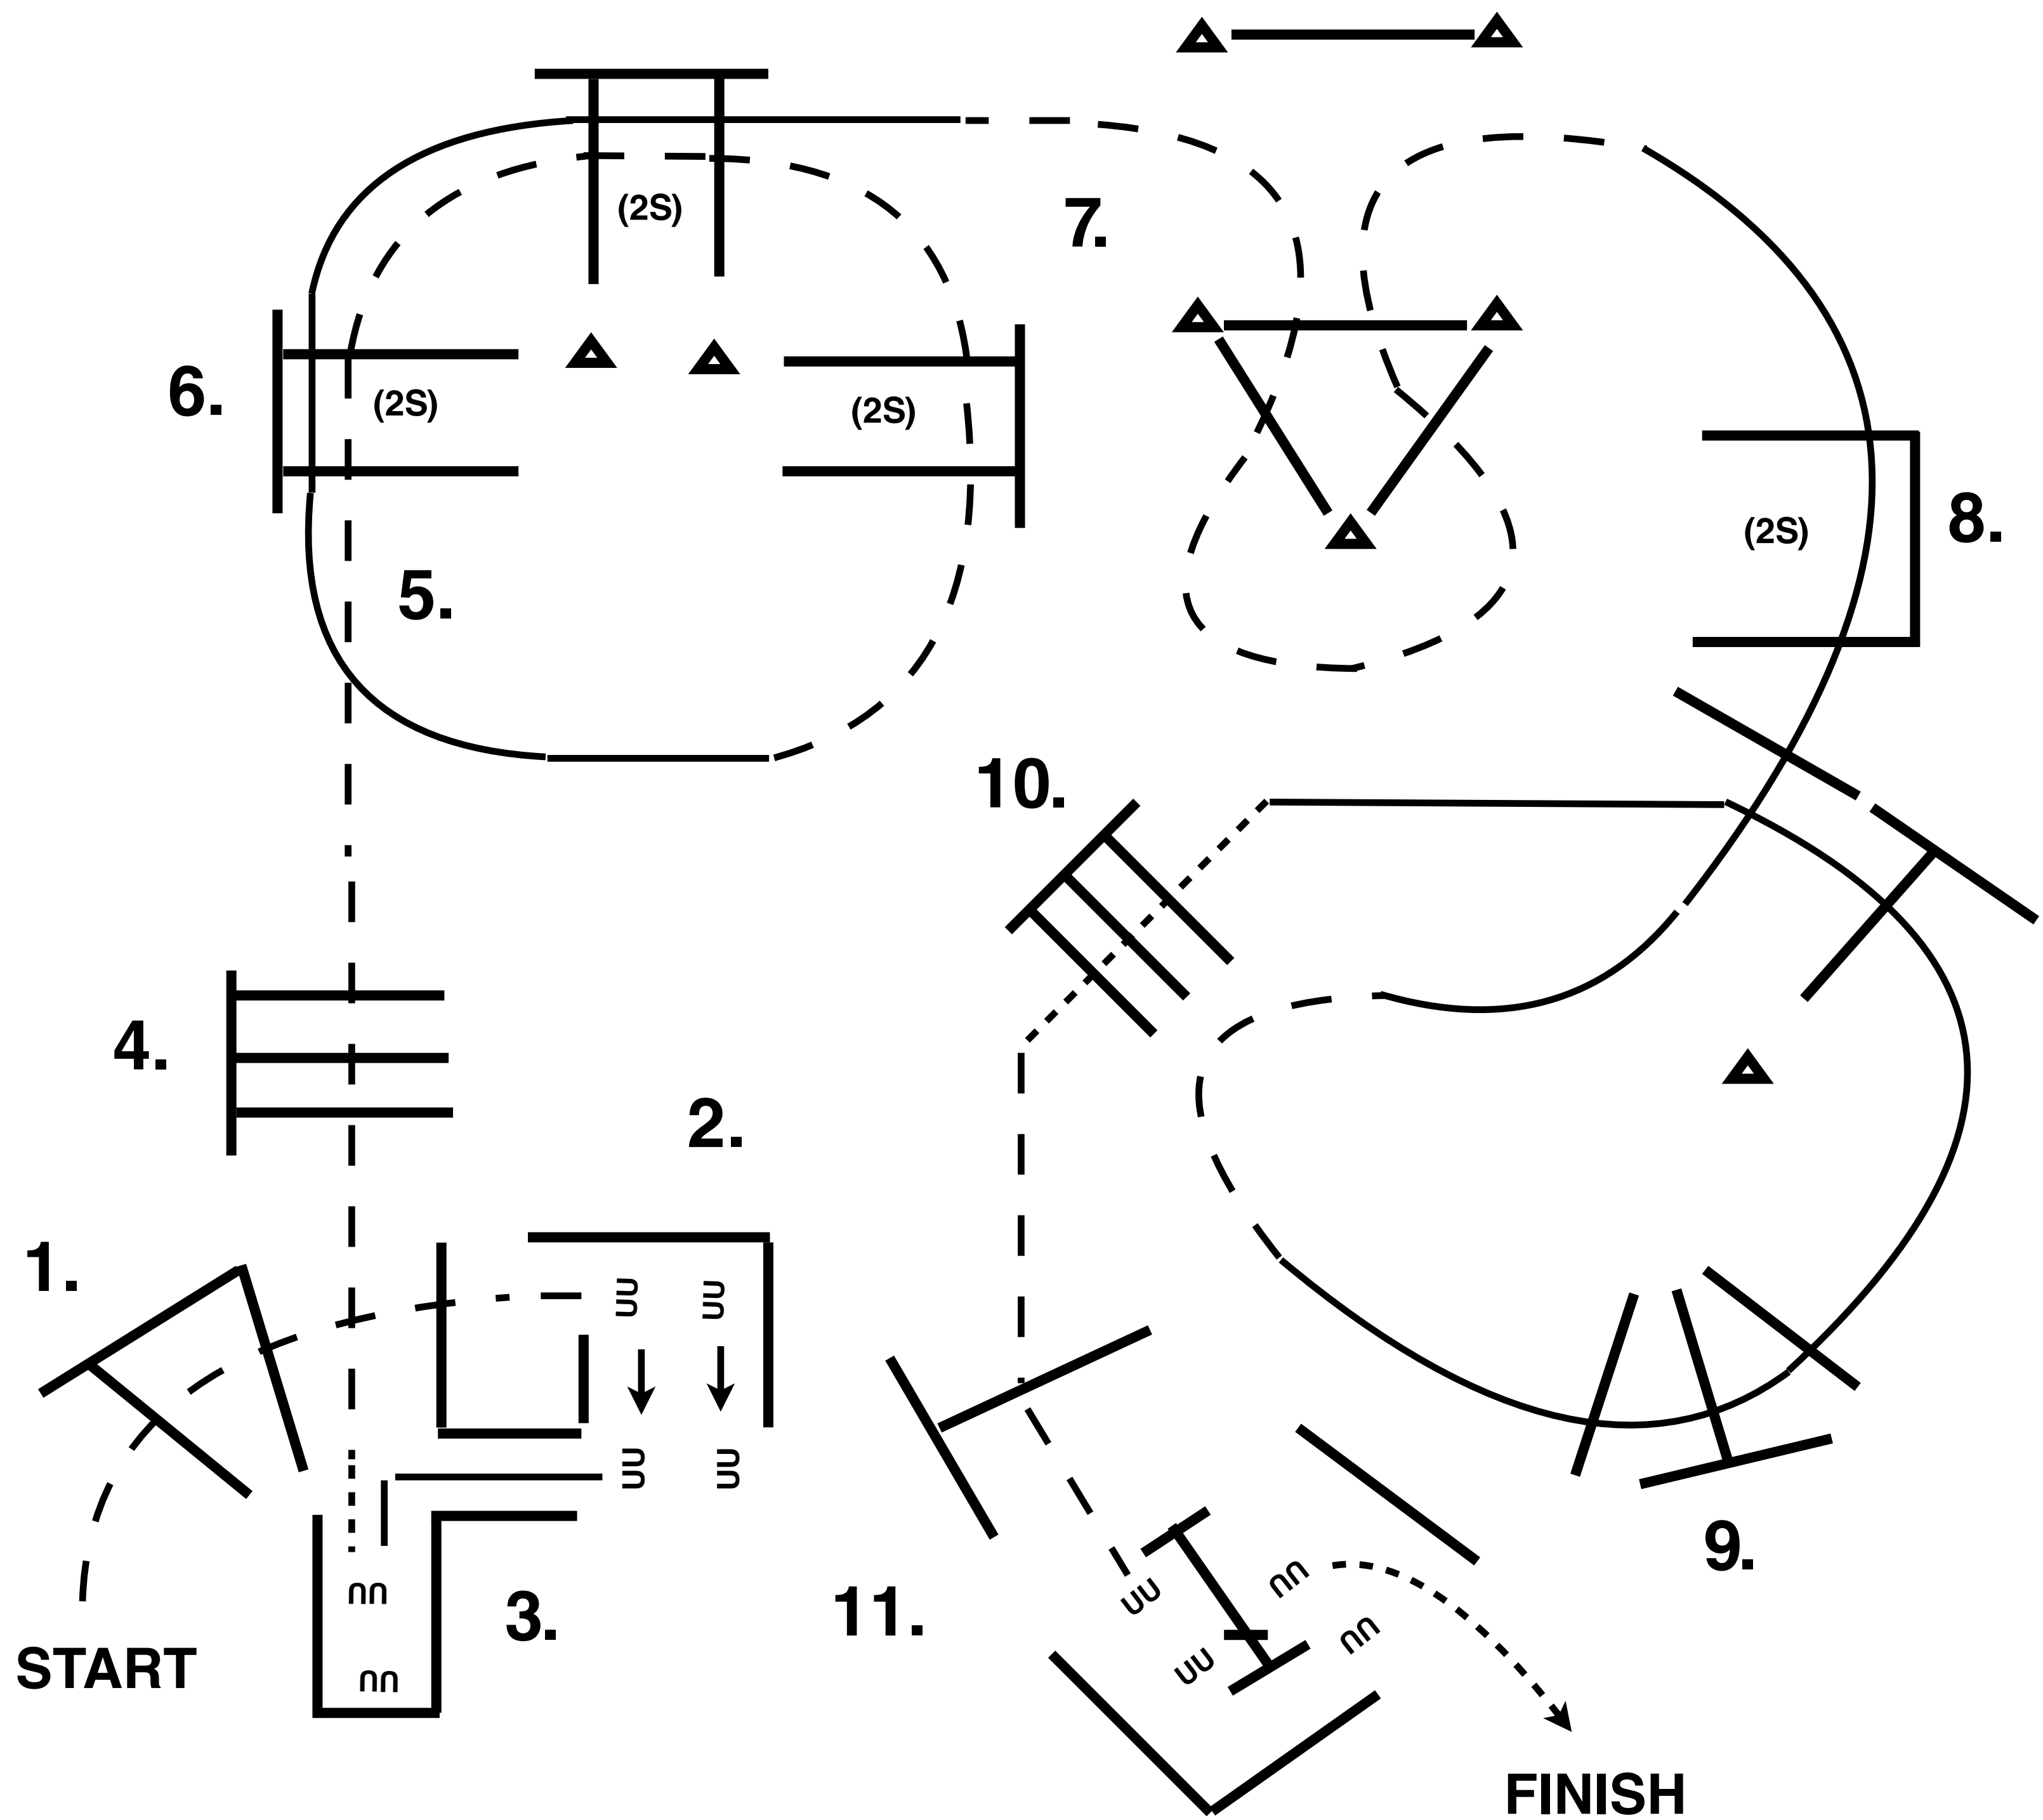 7.
(2S)
6.
(2S)
(2S)
8.
(2S)
5.
10.
4.
2.
1.
3.
9.
11.
START
FINISH